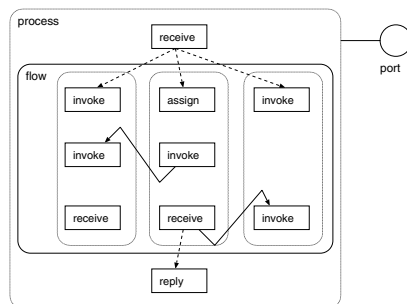 process
receive
port
flow
invoke
assign
invoke
invoke
invoke
receive
receive
invoke
reply